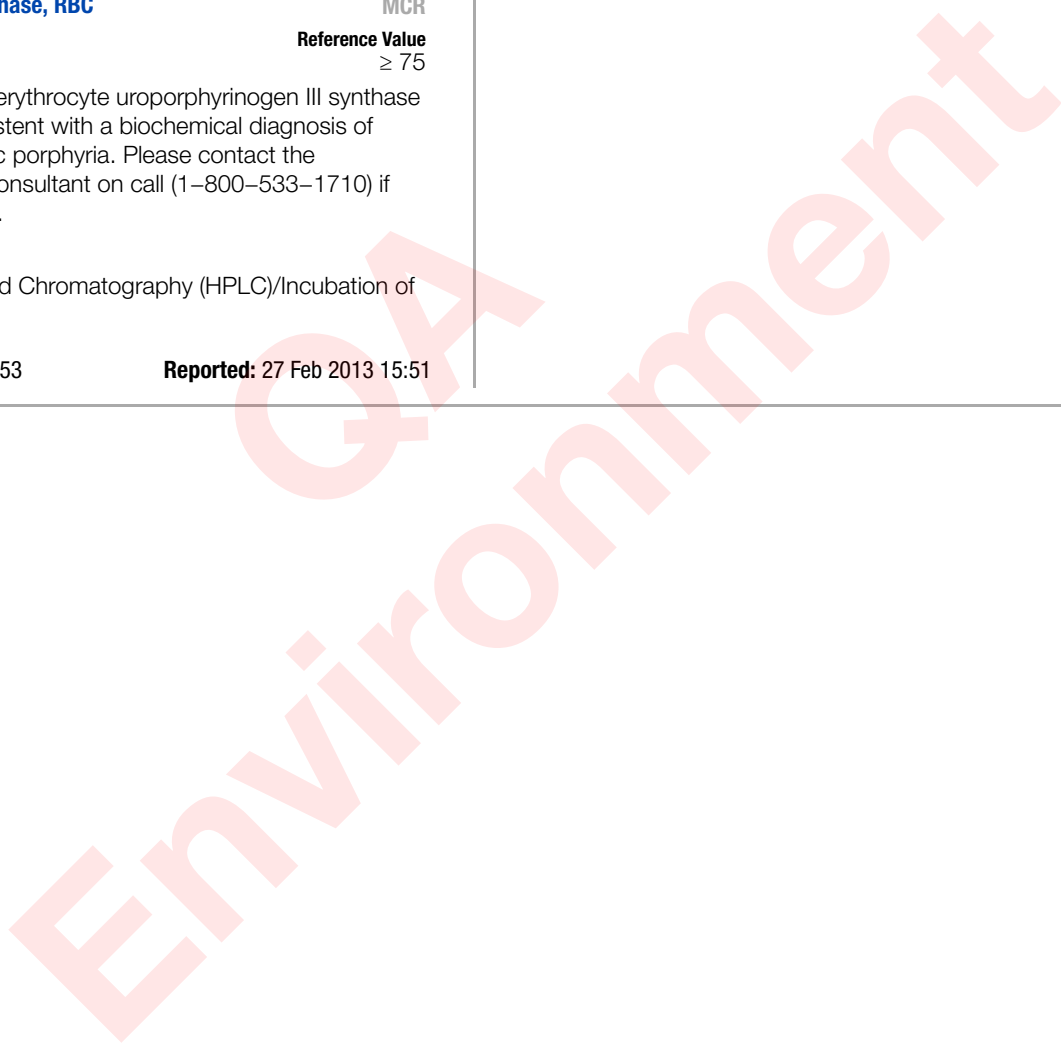 hase, RBC MCR
Reference Value
≥ 75
erythrocyte uroporphyrinogen III synthase
stent with a biochemical diagnosis of
c porphyria. Please contact the
onsultant on call (1−800−533−1710) if
.
d Chromatography (HPLC)/Incubation of
53 Reported: 27 Feb 2013 15:51
QA
Environment